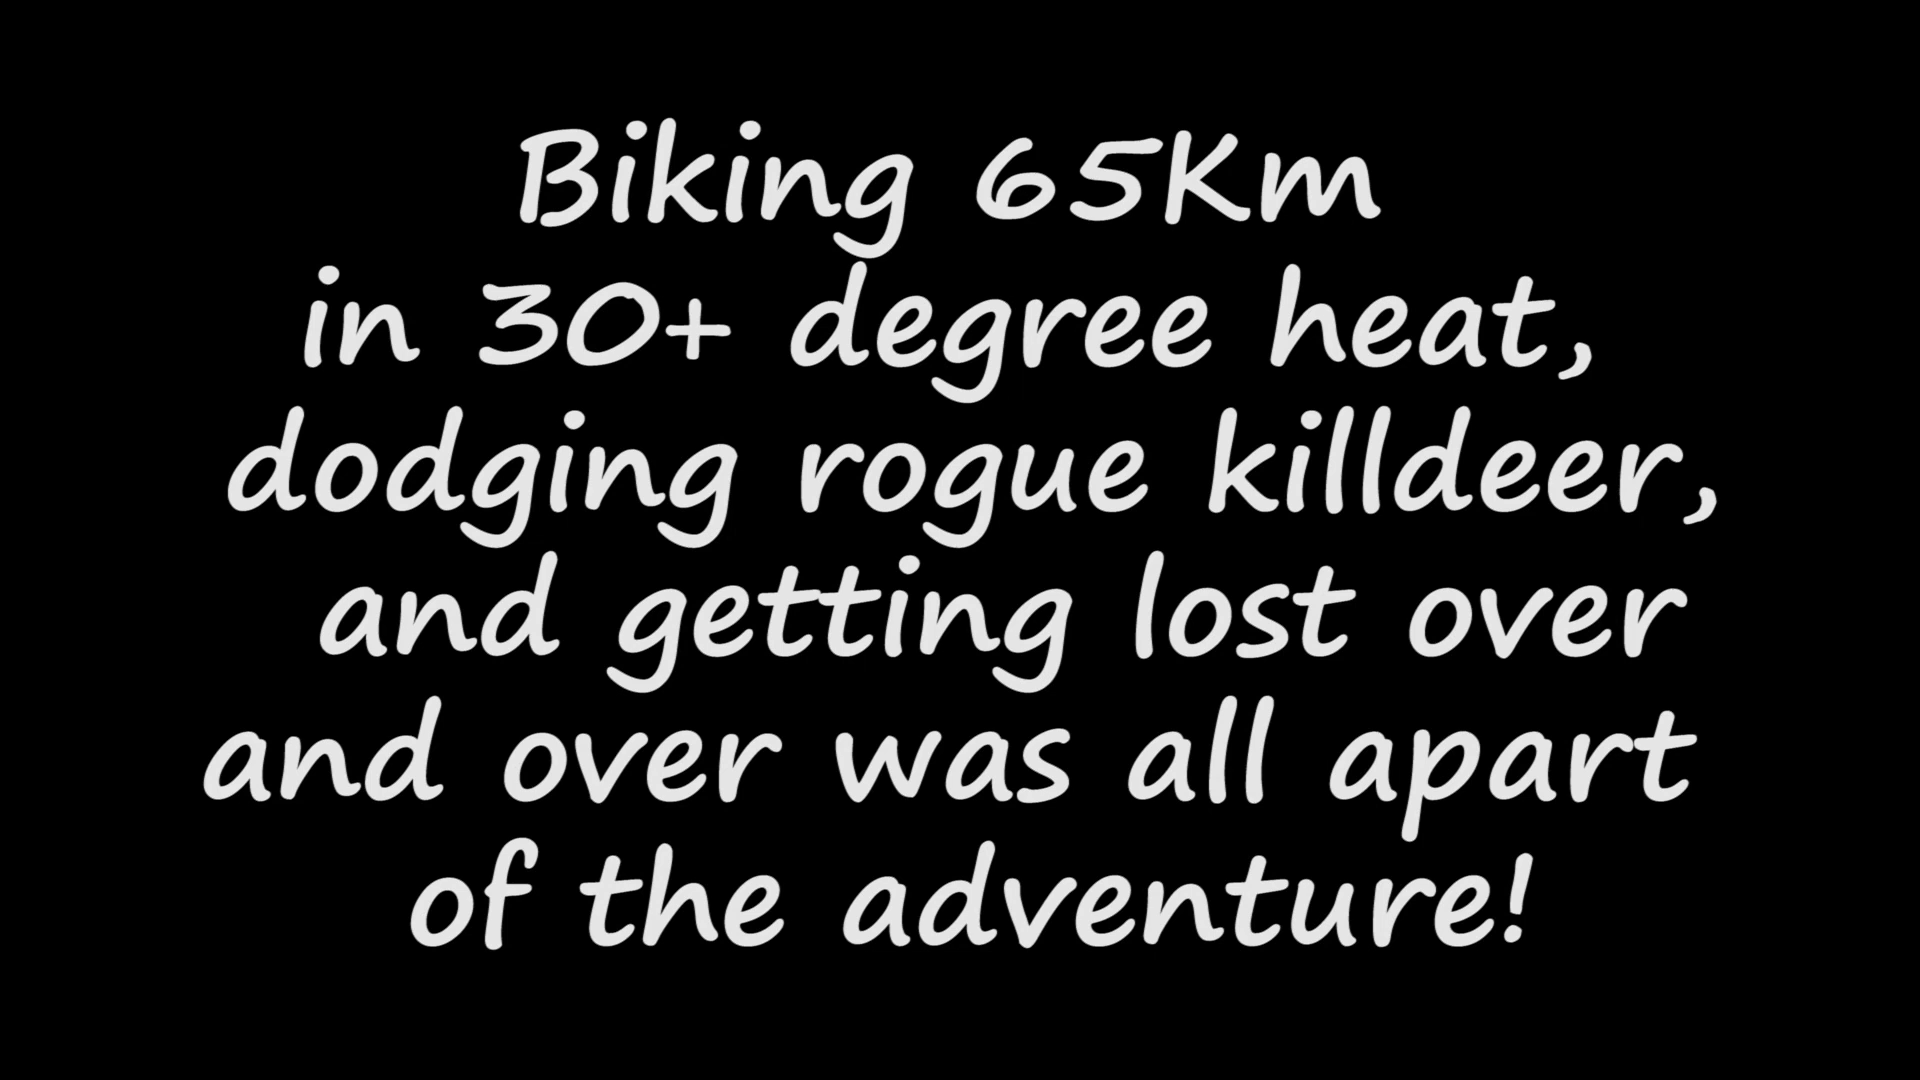 Biking 65Km
in 30+ degree heat,
dodging rogue killdeer,
and getting lost over
and over was all apart
of the adventure!